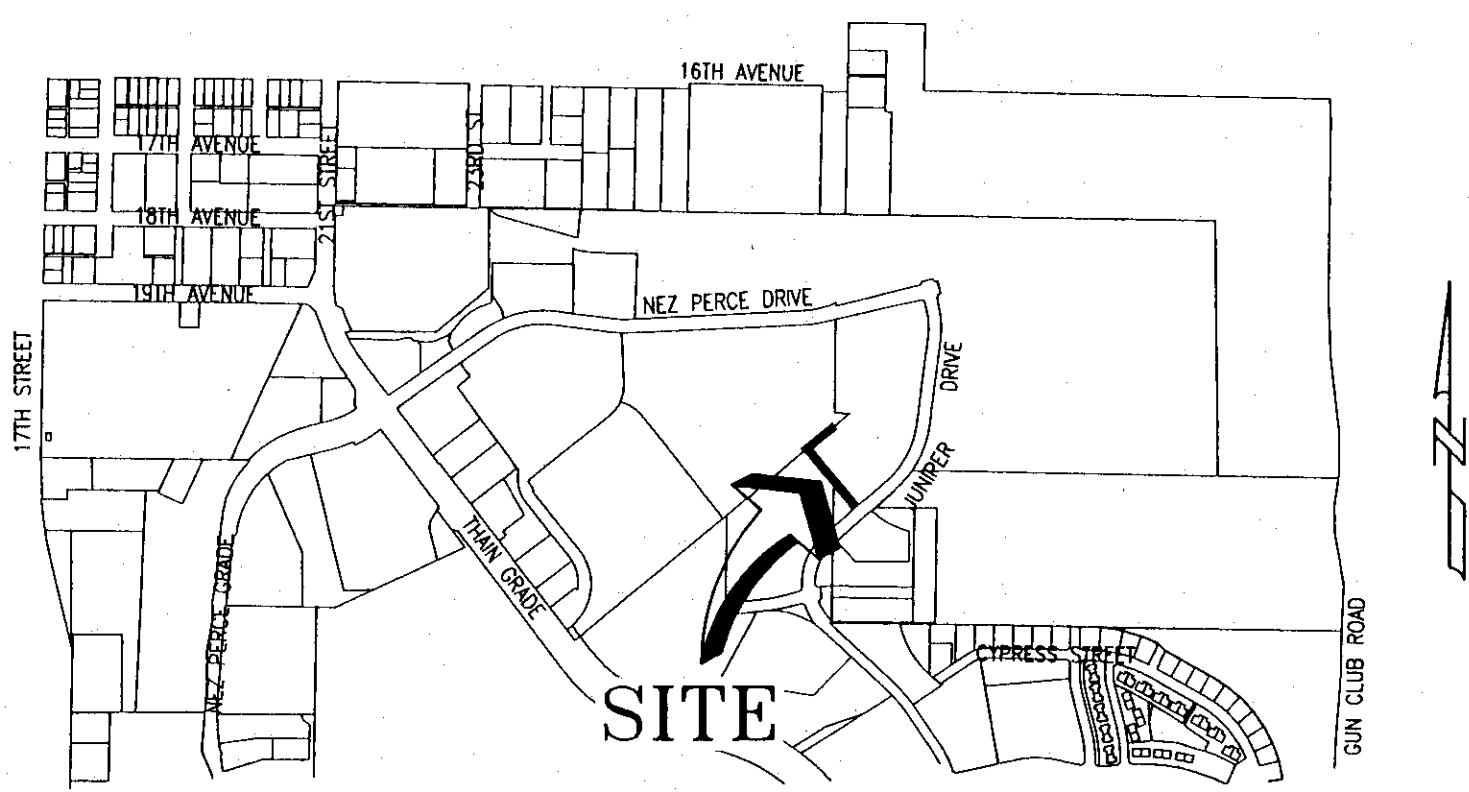 16TH AVENUE
17TH AVENUE
21ST STREET
23RD ST
18TH AVENUE
19TH AVENUE
NEZ PERCE DRIVE
17TH STREET
JUNIPER DRIVE
N
THAIN GRADE
NEZ PERCE GRADE
CYPRESS STREET
GUN CLUB ROAD
SITE